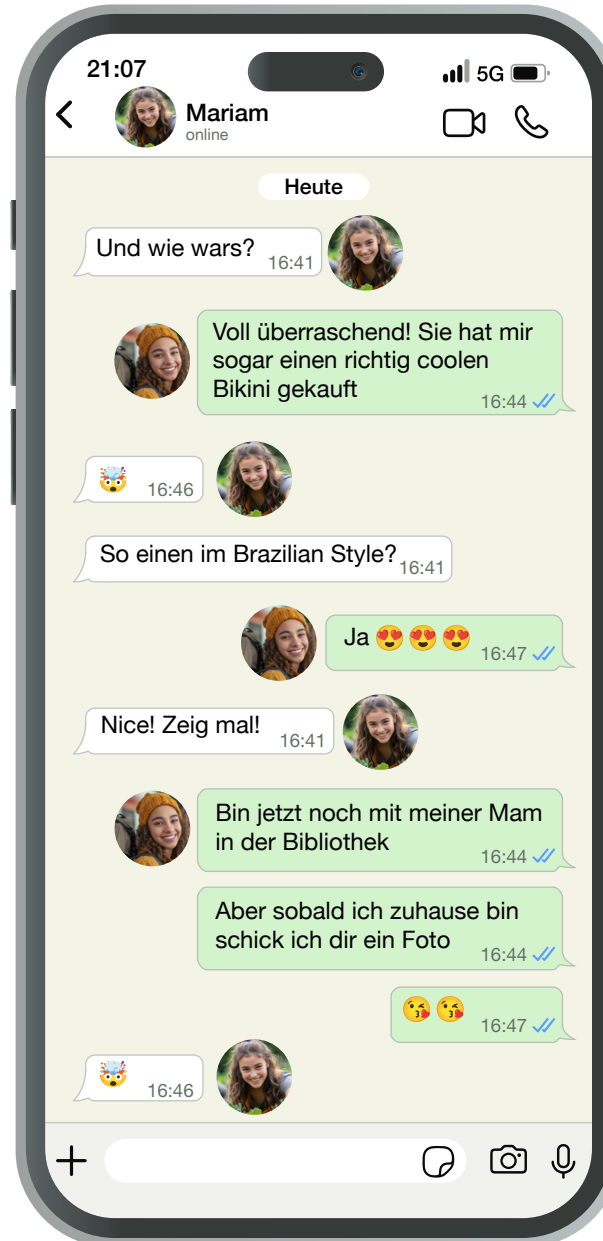 21:07
5G
Mariam
online
Heute
Und wie wars?
16:41
Voll überraschend! Sie hat mir
sogar einen richtig coolen
Bikini gekauft
16:44
🤯 16:46
So einen im Brazilian Style?
16:41
Ja 😍😍😍 16:47
Nice! Zeig mal!
16:41
Bin jetzt noch mit meiner Mam
in der Bibliothek
16:44
Aber sobald ich zuhause bin
schick ich dir ein Foto
16:44
😘😘 16:47
🤯 16:46